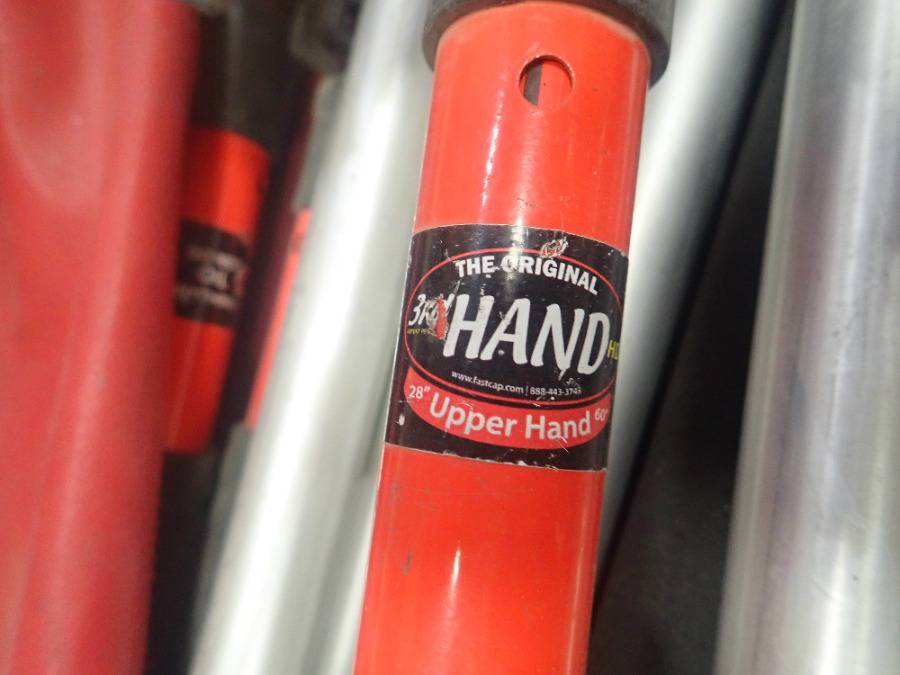 THE ORIGINAL
3rd HAND HD
www.fastcap.com | 888-443-3748
28" Upper Hand 60"